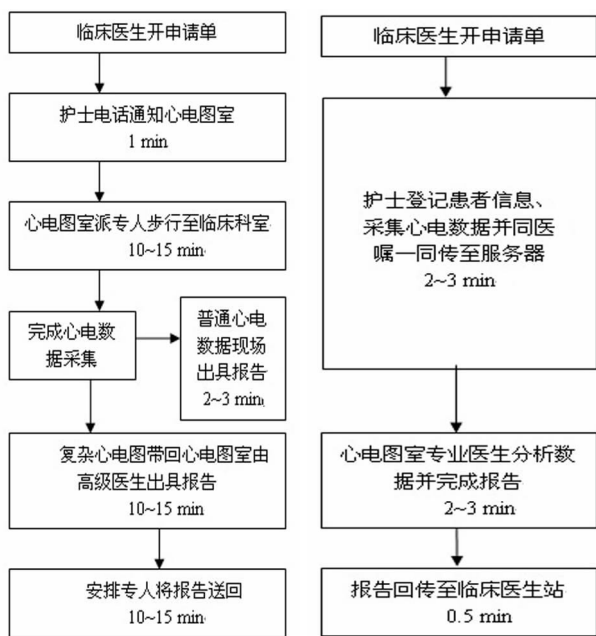 临床医生开申请单
护士电话通知心电图室
1 min
心电图室派专人步行至临床科室
10~15 min
完成心电数
据采集
普通心电
数据现场
出具报告
2~3 min
复杂心电图带回心电图室由
高级医生出具报告
10~15 min
安排专人将报告送回
10~15 min
临床医生开申请单
护士登记患者信息、
采集心电数据并同医
嘱一同传至服务器
2~3 min
心电图室专业医生分析数
据并完成报告
2~3 min
报告回传至临床医生站
0.5 min